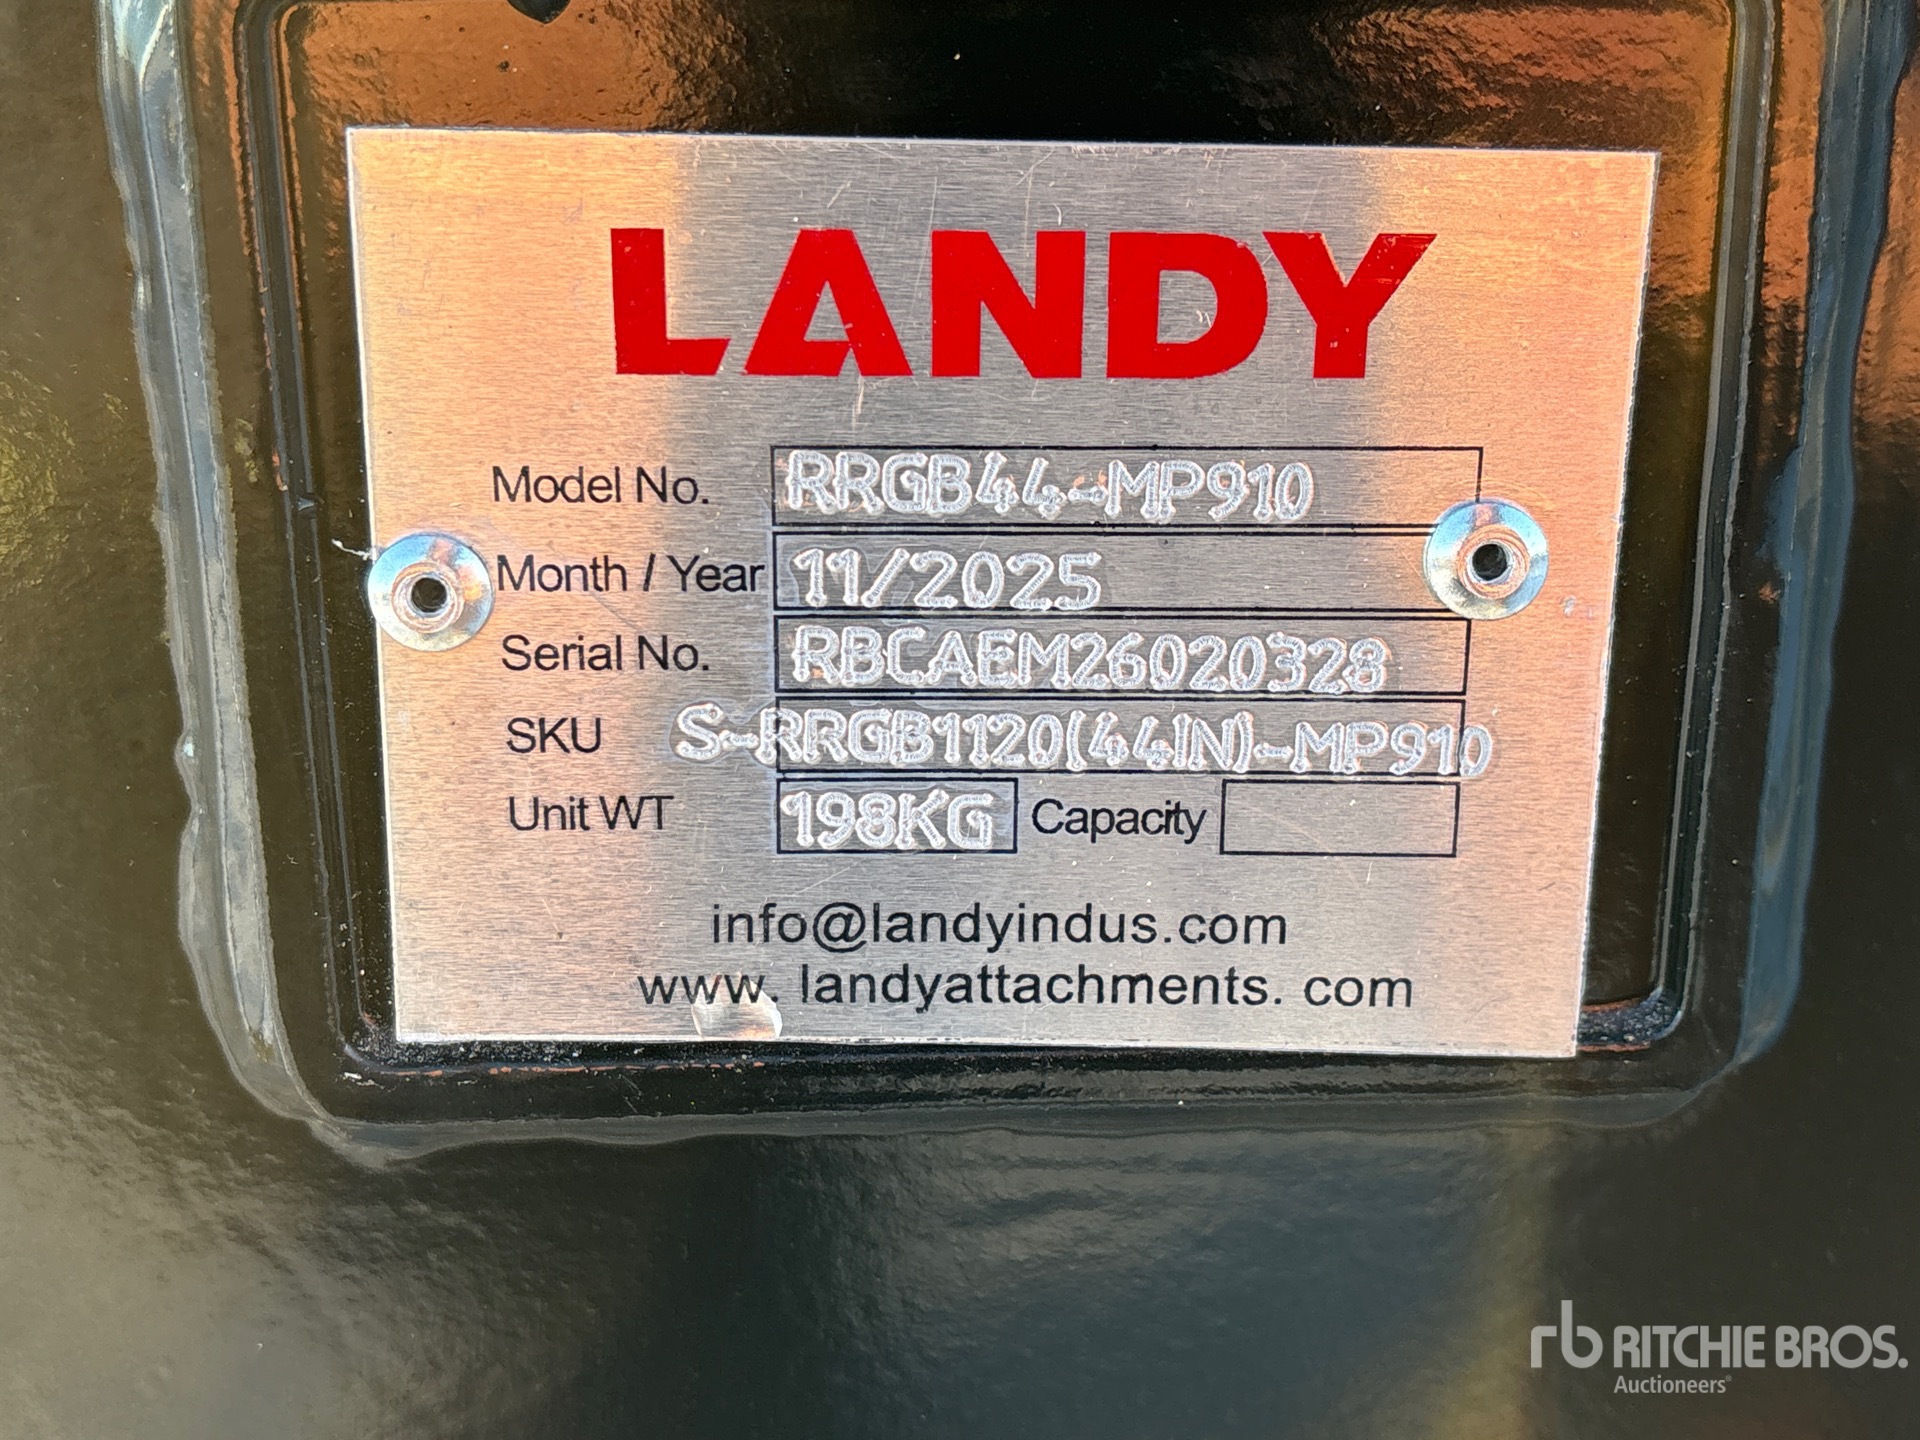 LANDY
Model No. RRGB44-MP910
Month / Year 11/2025
Serial No. RBCAEM26020328
SKU S-RRGB1120(44IN)-MP910
Unit WT 198KG Capacity
info@landyindus.com
www. landyattachments. com
rb RITCHIE BROS.
Auctioneers®